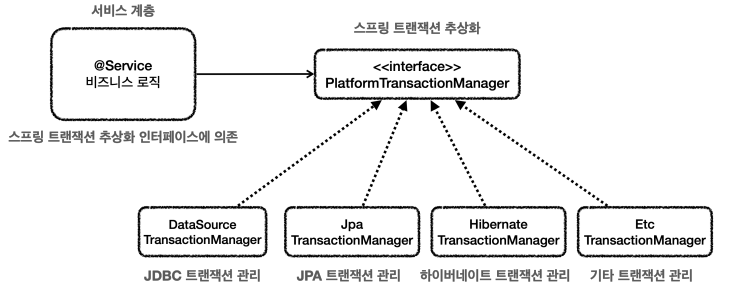 서비스 계층
스프링 트랜잭션 추상화
@Service
비즈니스 로직
<<interface>>
PlatformTransactionManager
스프링 트랜잭션 추상화 인터페이스에 의존
DataSource
TransactionManager
Jpa
TransactionManager
Hibernate
TransactionManager
Etc
TransactionManager
JDBC 트랜잭션 관리
JPA 트랜잭션 관리
하이버네이트 트랜잭션 관리
기타 트랜잭션 관리